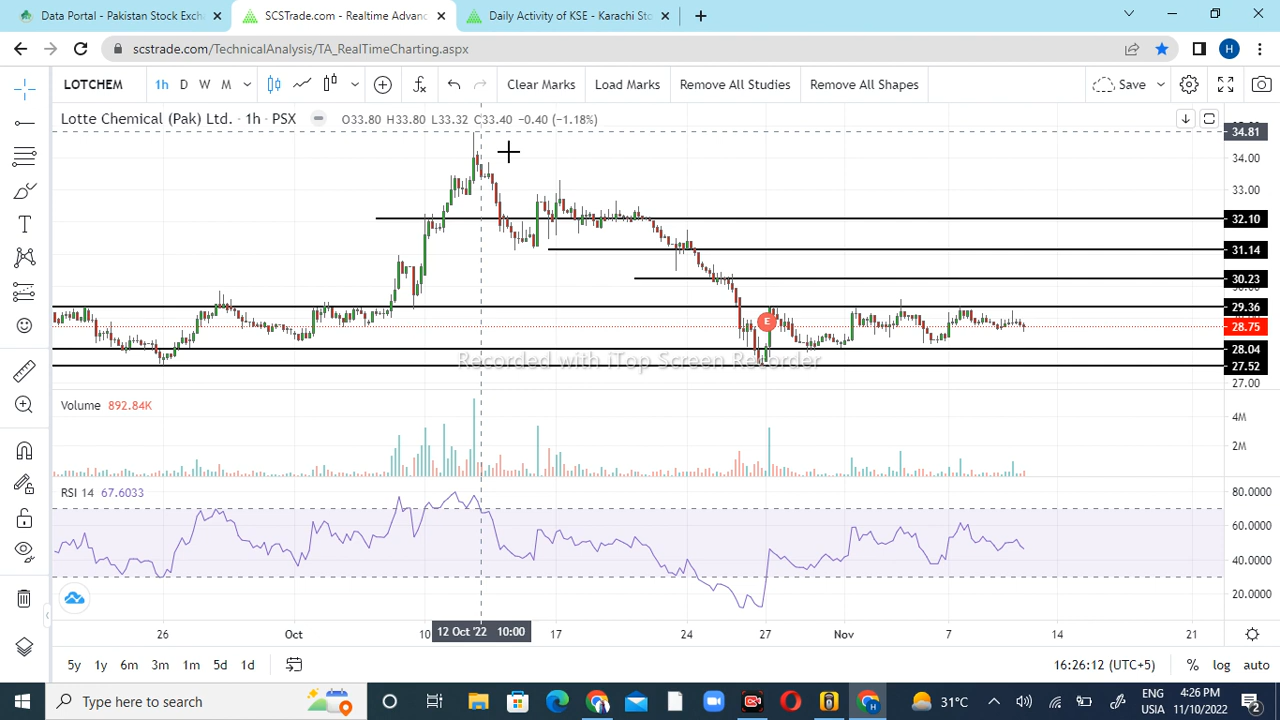 Data Portal - Pakistan Stock Exch
SCSTrade.com - Realtime Advanc
Daily Activity of KSE - Karachi Sto
scstrade.com/TechnicalAnalysis/TA_RealTimeCharting.aspx
H
LOTCHEM 1h D W M Clear Marks Load Marks Remove All Studies Remove All Shapes Save
Lotte Chemical (Pak) Ltd. · 1h · PSX O33.80 H33.80 L33.32 C33.40 −0.40 (−1.18%)
34.81
34.00
33.00
32.10
31.14
30.23
29.36
E
28.75
28.04
Recorded with iTop Screen Recorder
27.52
27.00
Volume 892.84K
4M
2M
RSI 14 67.6033
80.0000
60.0000
40.0000
20.0000
26 Oct 10 12 Oct '22 10:00 17 24 27 Nov 7 14 21
5y 1y 6m 3m 1m 5d 1d 16:26:12 (UTC+5) % log auto
Type here to search
31°C
ENG
USIA
4:26 PM
11/10/2022
2